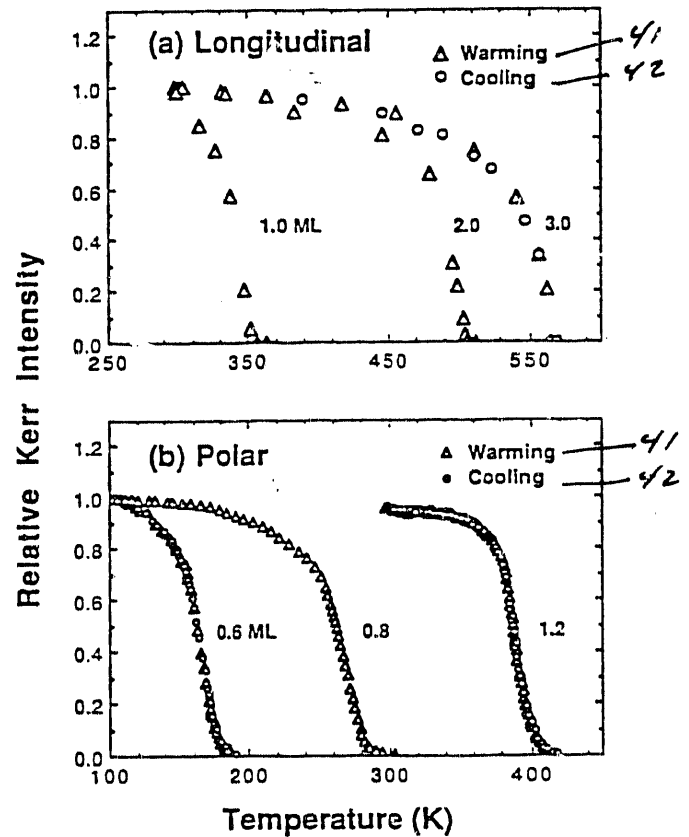 (a) Longitudinal
Warming 41
Cooling 42
1.2
1.0
0.8
0.6
0.4
0.2
0.0
1.0 ML 2.0 3.0
250 350 450 550
Relative Kerr Intensity
(b) Polar
Warming 41
Cooling 42
1.2
1.0
0.8
0.6
0.4
0.2
0.0
0.6 ML 0.8 1.2
100 200 300 400
Temperature (K)